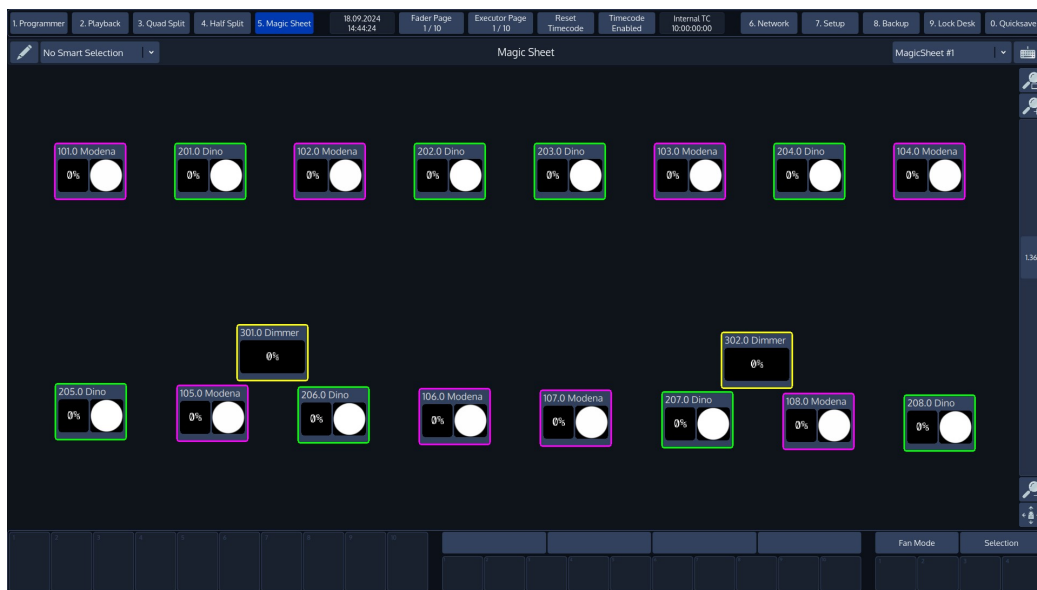 1. Programmer
2. Playback
3. Quad Split
4. Half Split
5. Magic Sheet
18.09.2024
14:44:24
Fader Page
1 / 10
Executor Page
1 / 10
Reset
Timecode
Timecode
Enabled
Internal TC
10:00:00:00
6. Network
7. Setup
8. Backup
9. Lock Desk
0. Quicksave
No Smart Selection
Magic Sheet
MagicSheet #1
101.0 Modena
0%
201.0 Dino
0%
102.0 Modena
0%
202.0 Dino
0%
203.0 Dino
0%
103.0 Modena
0%
204.0 Dino
0%
104.0 Modena
0%
1.36
301.0 Dimmer
0%
302.0 Dimmer
0%
205.0 Dino
0%
105.0 Modena
0%
206.0 Dino
0%
106.0 Modena
0%
107.0 Modena
0%
207.0 Dino
0%
108.0 Modena
0%
208.0 Dino
0%
Fan Mode
Selection